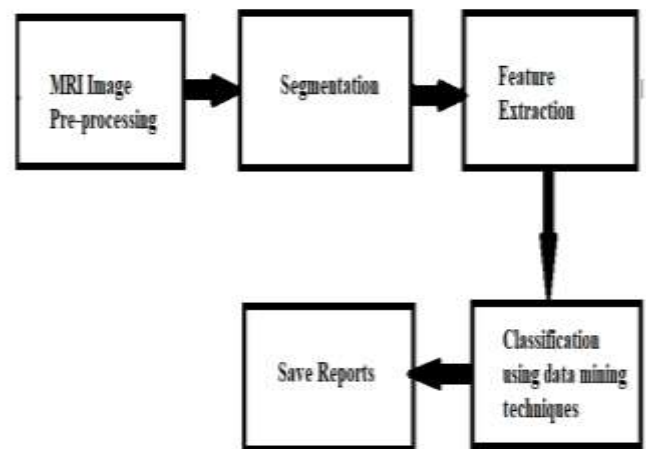 MRI Image
Pre-processing
Segmentation
Feature
Extraction
Classification
using data mining
techniques
Save Reports